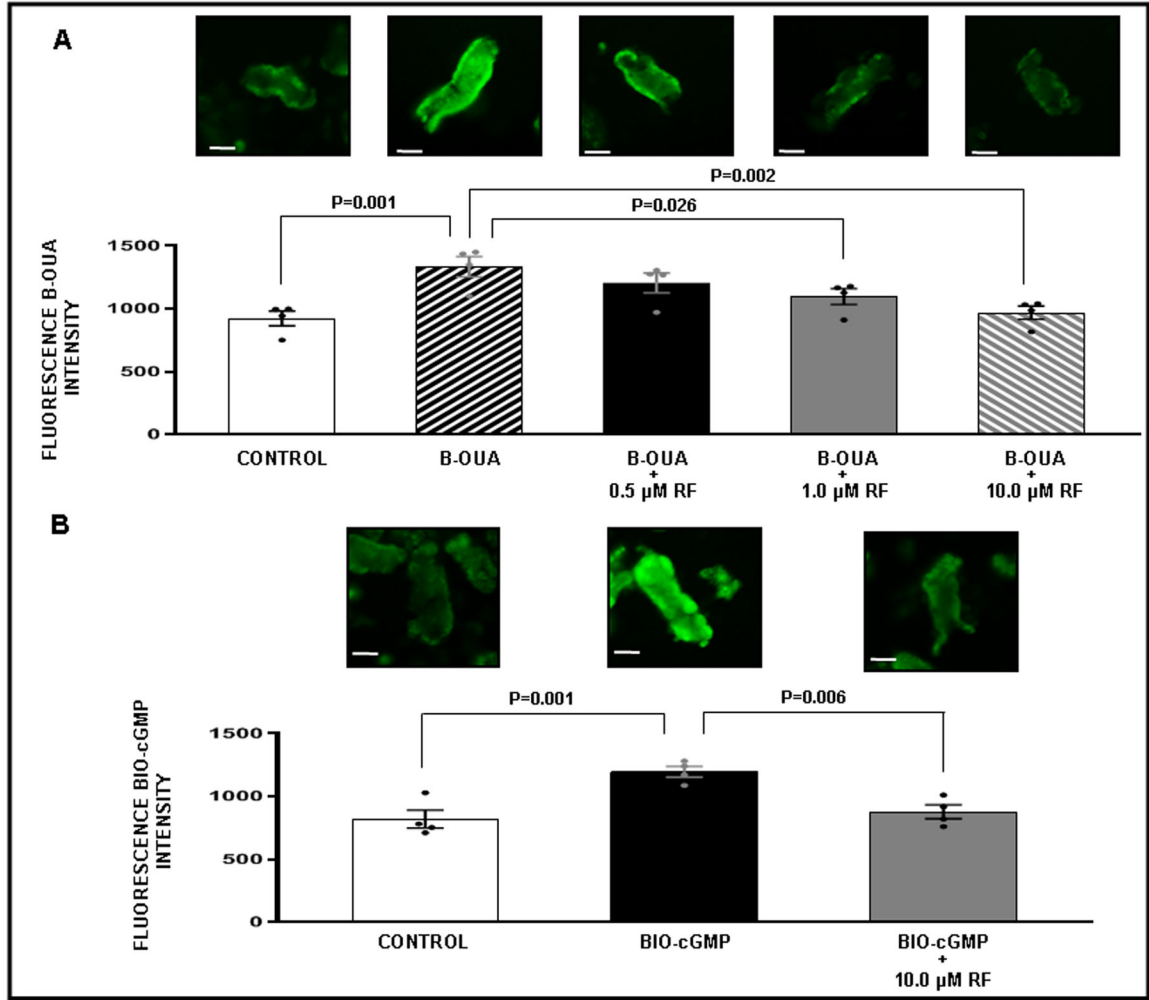 A
P=0.002
P=0.001
P=0.026
FLUORESCENCE B-OUA
INTENSITY
1500
1000
500
0
CONTROL
B-OUA
B-OUA
+
0.5 µM RF
B-OUA
+
1.0 µM RF
B-OUA
+
10.0 µM RF
B
P=0.001
P=0.006
FLUORESCENCE BIO-cGMP
INTENSITY
1500
1000
500
0
CONTROL
BIO-cGMP
BIO-cGMP
+
10.0 µM RF